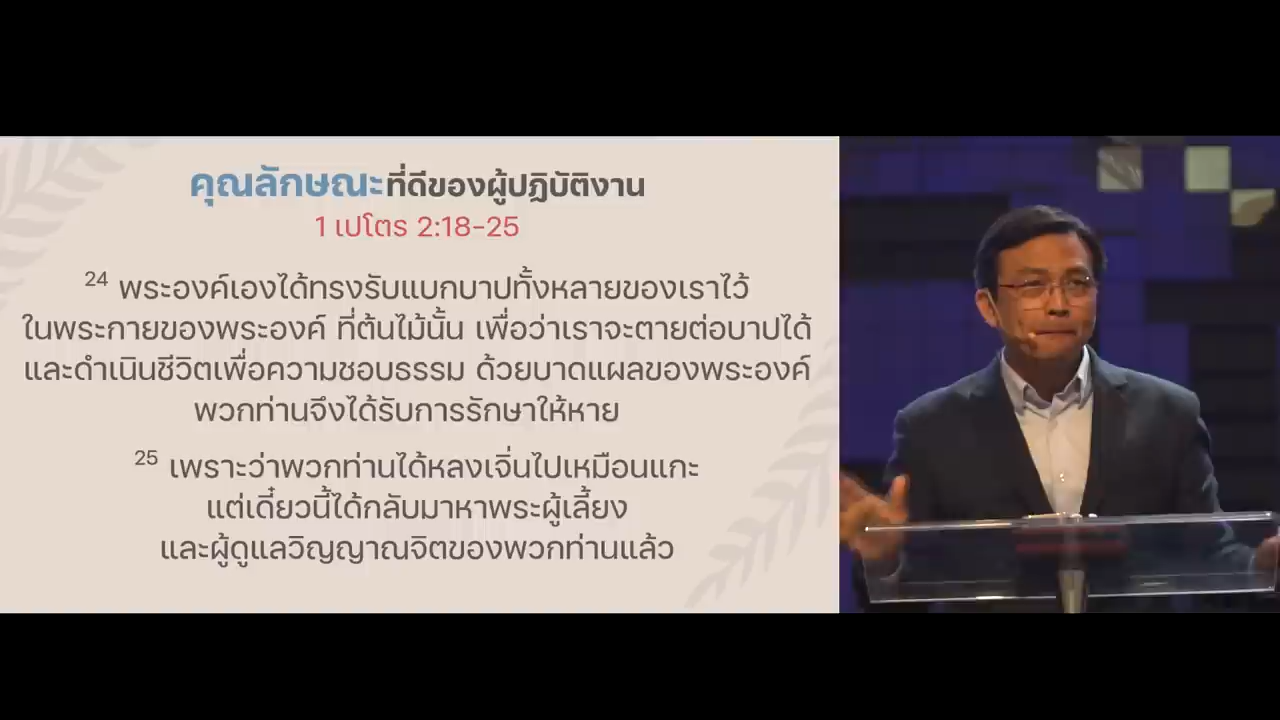 คุณลักษณะที่ดีของผู้ปฏิบัติงาน
1 เปโตร 2:18-25
24 พระองค์เองได้ทรงรับแบกบาปทั้งหลายของเราไว้
ในพระกายของพระองค์ ที่ต้นไม้นั้น เพื่อว่าเราจะตายต่อบาปได้
และดำเนินชีวิตเพื่อความชอบธรรม ด้วยบาดแผลของพระองค์
พวกท่านจึงได้รับการรักษาให้หาย
25 เพราะว่าพวกท่านได้หลงเจิ่นไปเหมือนแกะ
แต่เดี๋ยวนี้ได้กลับมาหาพระผู้เลี้ยง
และผู้ดูแลวิญญาณจิตของพวกท่านแล้ว